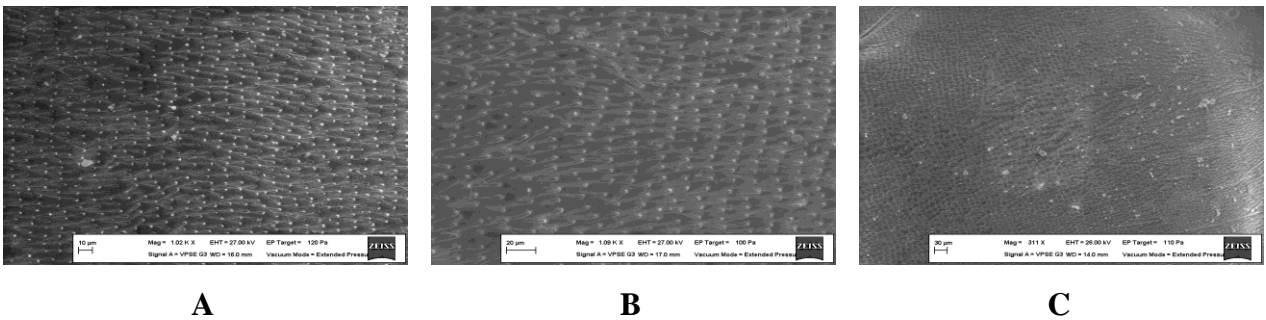 10 µm Mag = 1.02 K X EHT = 27.00 kV EP Target = 120 Pa
Signal A = VPSE G3 WD = 16.0 mm Vacuum Mode = Extended Pressu
ZEISS
20 µm Mag = 1.09 K X EHT = 27.00 kV EP Target = 100 Pa
Signal A = VPSE G3 WD = 17.0 mm Vacuum Mode = Extended Pressu
ZEISS
30 µm Mag = 311 X EHT = 26.00 kV EP Target = 110 Pa
Signal A = VPSE G3 WD = 14.0 mm Vacuum Mode = Extended Pressu
ZEISS
A B C